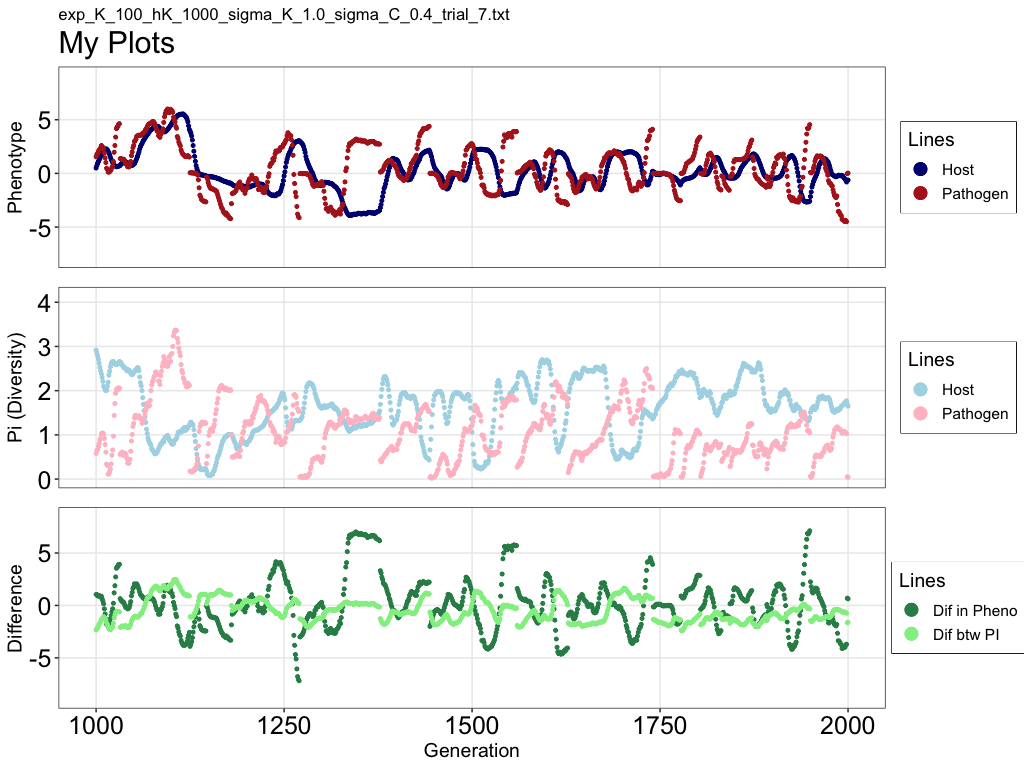 exp_K_100_hK_1000_sigma_K_1.0_sigma_C_0.4_trial_7.txt
My Plots
Phenotype
5
0
-5
Lines
Host
Pathogen
Pi (Diversity)
4
3
2
1
0
Lines
Host
Pathogen
Difference
5
0
-5
Lines
Dif in Pheno
Dif btw PI
1000 1250 1500 1750 2000
Generation